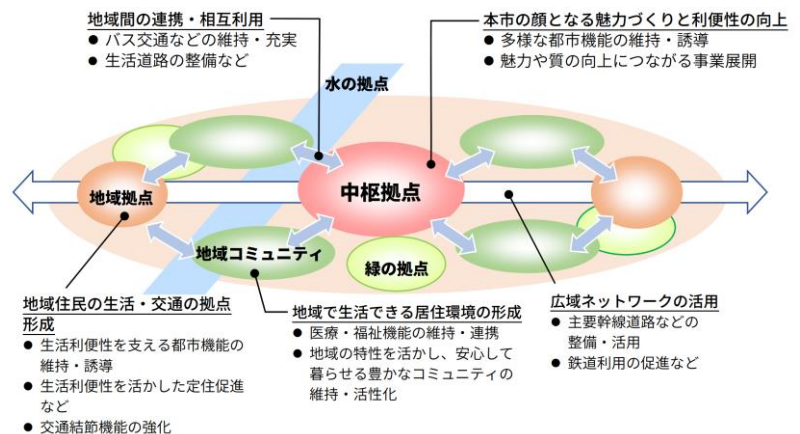 地域間の連携・相互利用
● バス交通などの維持・充実
● 生活道路の整備など
本市の顔となる魅力づくりと利便性の向上
● 多様な都市機能の維持・誘導
● 魅力や質の向上につながる事業展開
水の拠点
地域拠点
中枢拠点
地域コミュニティ
緑の拠点
地域住民の生活・交通の拠点
形成
● 生活利便性を支える都市機能の
維持・誘導
● 生活利便性を活かした定住促進
など
● 交通結節機能の強化
地域で生活できる居住環境の形成
● 医療・福祉機能の維持・連携
● 地域の特性を活かし、安心して
暮らせる豊かなコミュニティの
維持・活性化
広域ネットワークの活用
● 主要幹線道路などの
整備・活用
● 鉄道利用の促進など